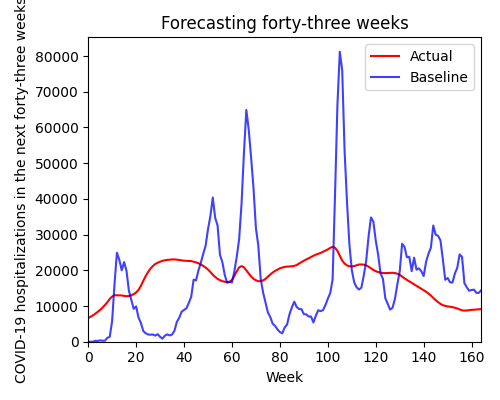 Forecasting forty-three weeks
COVID-19 hospitalizations in the next forty-three weeks
80000
70000
60000
50000
40000
30000
20000
10000
0
Actual
Baseline
0 20 40 60 80 100 120 140 160
Week